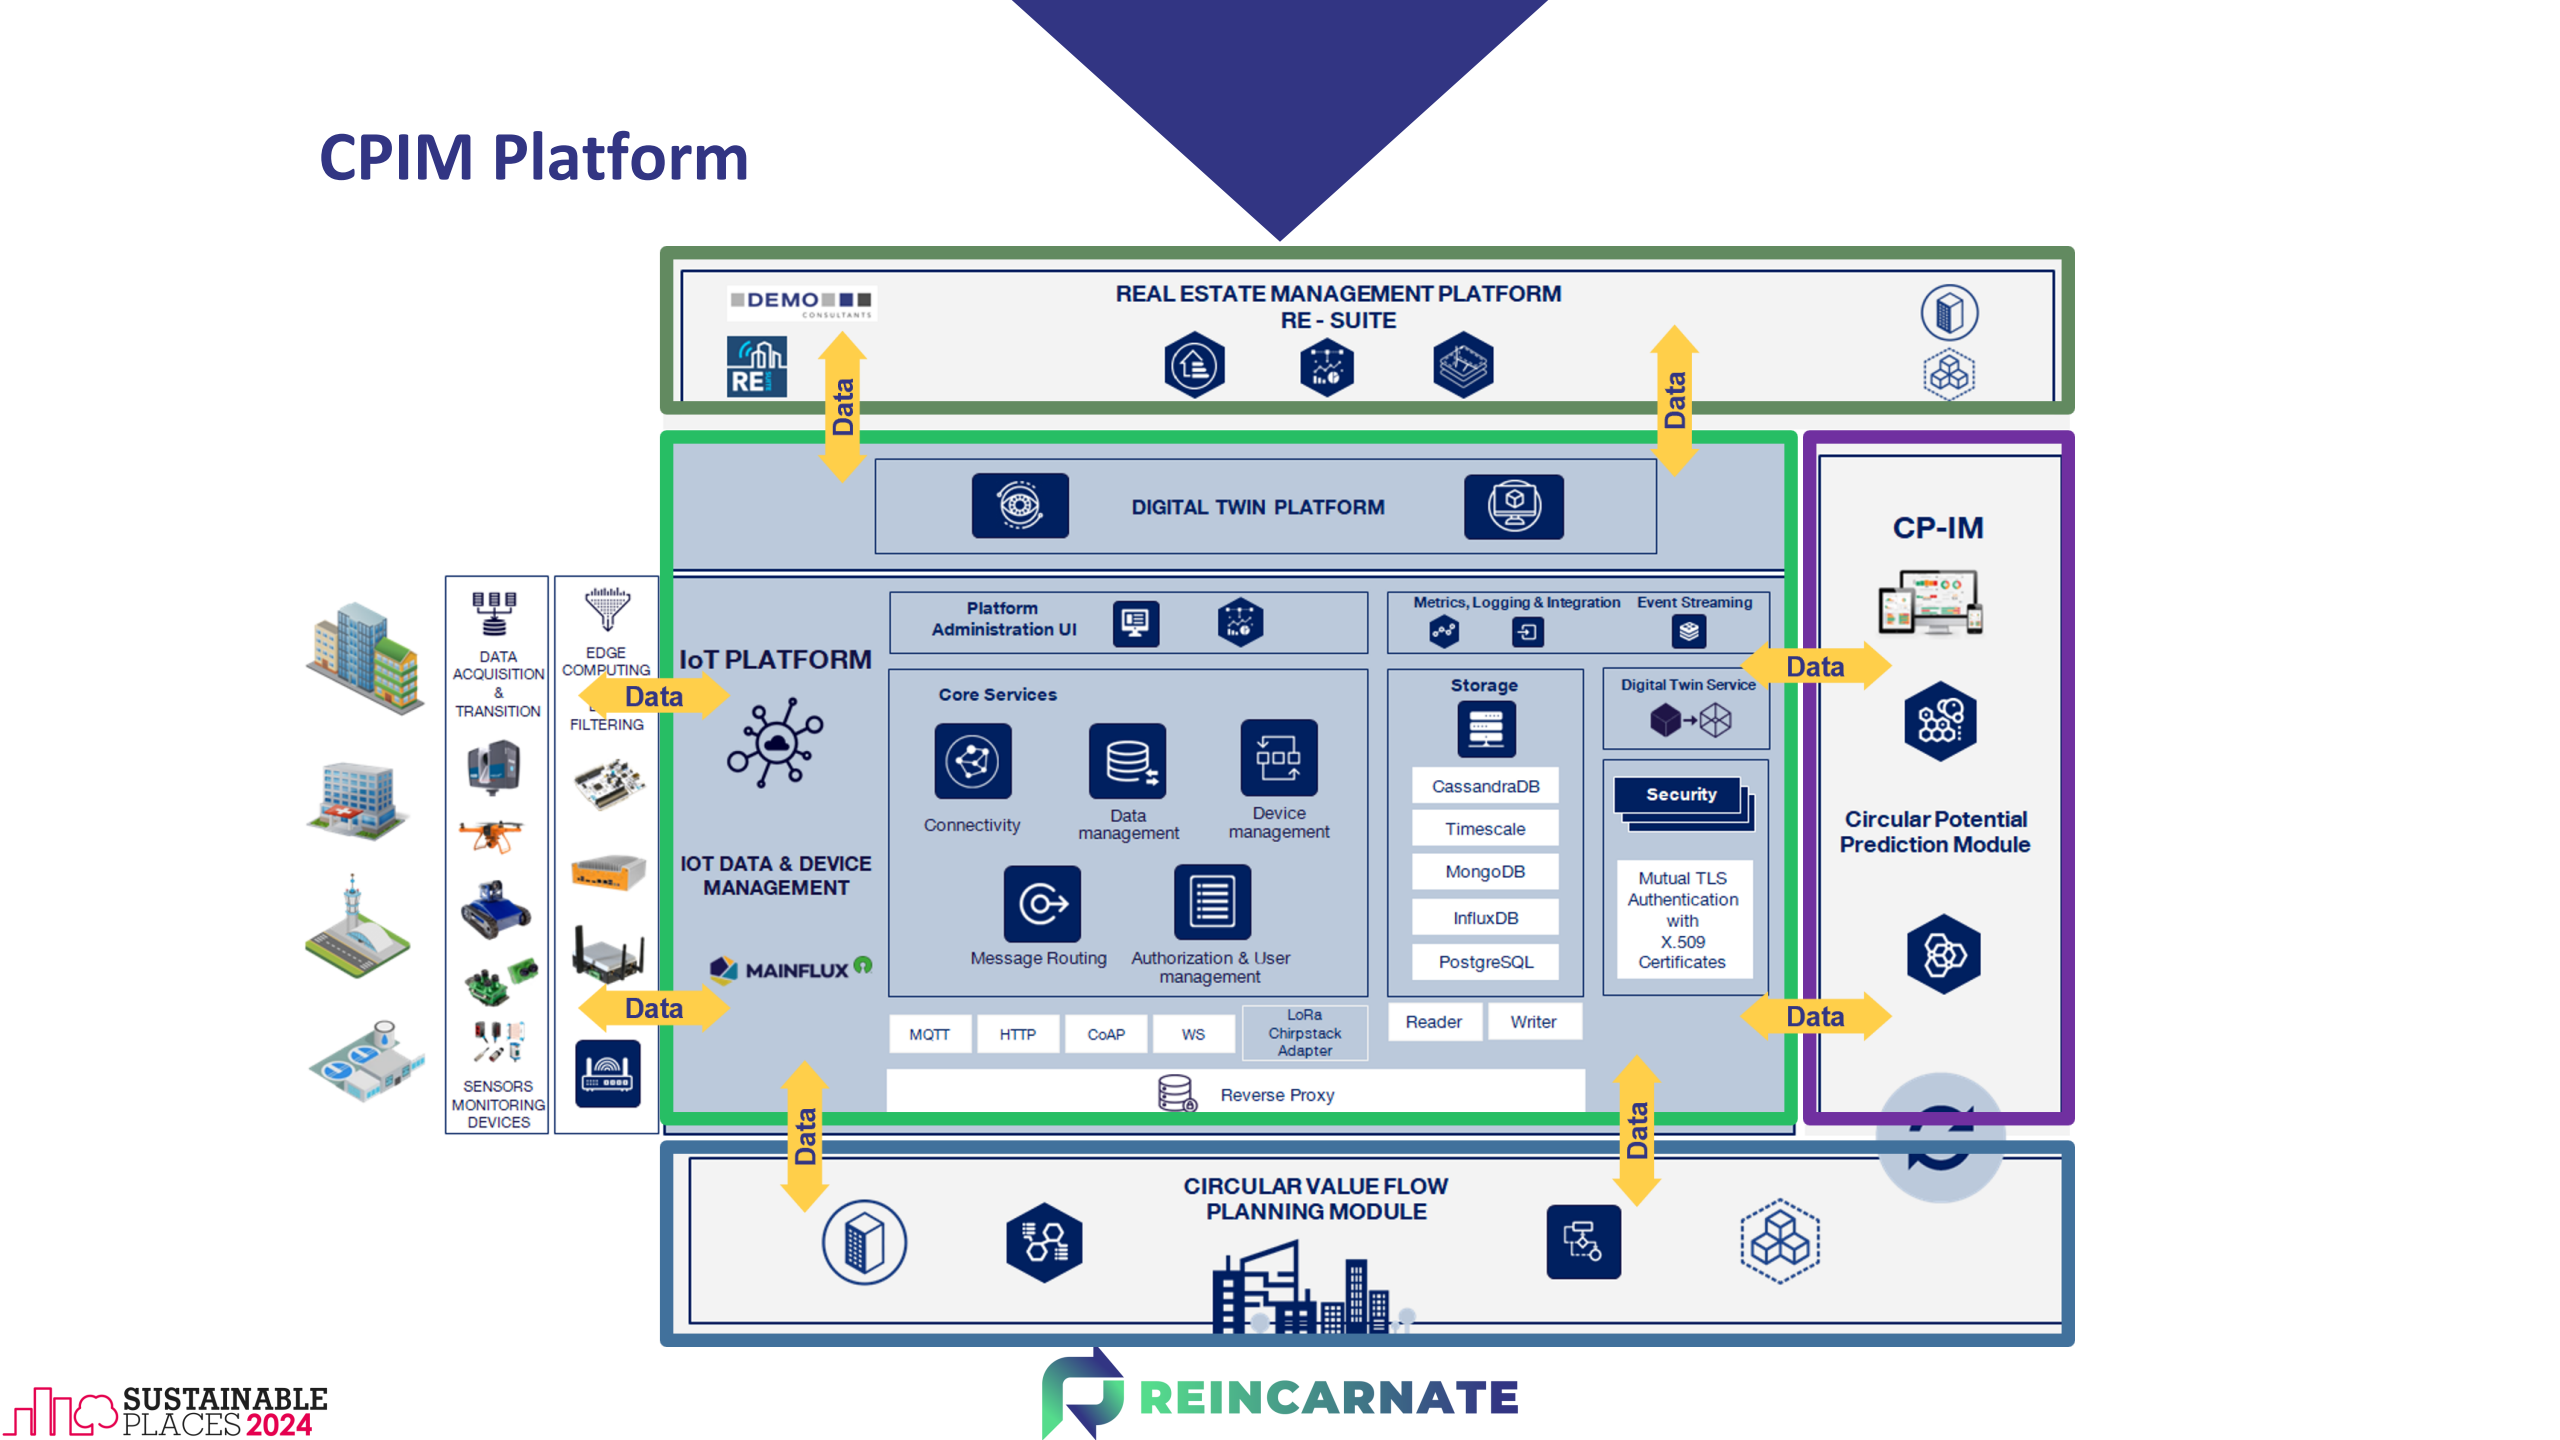 CPIM Platform
DEMO
CONSULTANTS
RE
SUITE
REAL ESTATE MANAGEMENT PLATFORM
RE - SUITE
Data
Data
DIGITAL TWIN PLATFORM
DATA
ACQUISITION
&
TRANSITION
SENSORS
MONITORING
DEVICES
EDGE
COMPUTING
FILTERING
Data
Data
IoT PLATFORM
IOT DATA & DEVICE
MANAGEMENT
MAINFLUX
Platform
Administration UI
Metrics, Logging & Integration
Event Streaming
Core Services
Connectivity
Data
management
Device
management
Message Routing
Authorization & User
management
Storage
CassandraDB
Timescale
MongoDB
InfluxDB
PostgreSQL
Digital Twin Service
Security
Mutual TLS
Authentication
with
X.509
Certificates
MQTT
HTTP
CoAP
WS
LoRa
Chirpstack
Adapter
Reader
Writer
Reverse Proxy
Data
Data
CP-IM
Circular Potential
Prediction Module
Data
Data
CIRCULAR VALUE FLOW
PLANNING MODULE
SUSTAINABLE
PLACES 2024
REINCARNATE